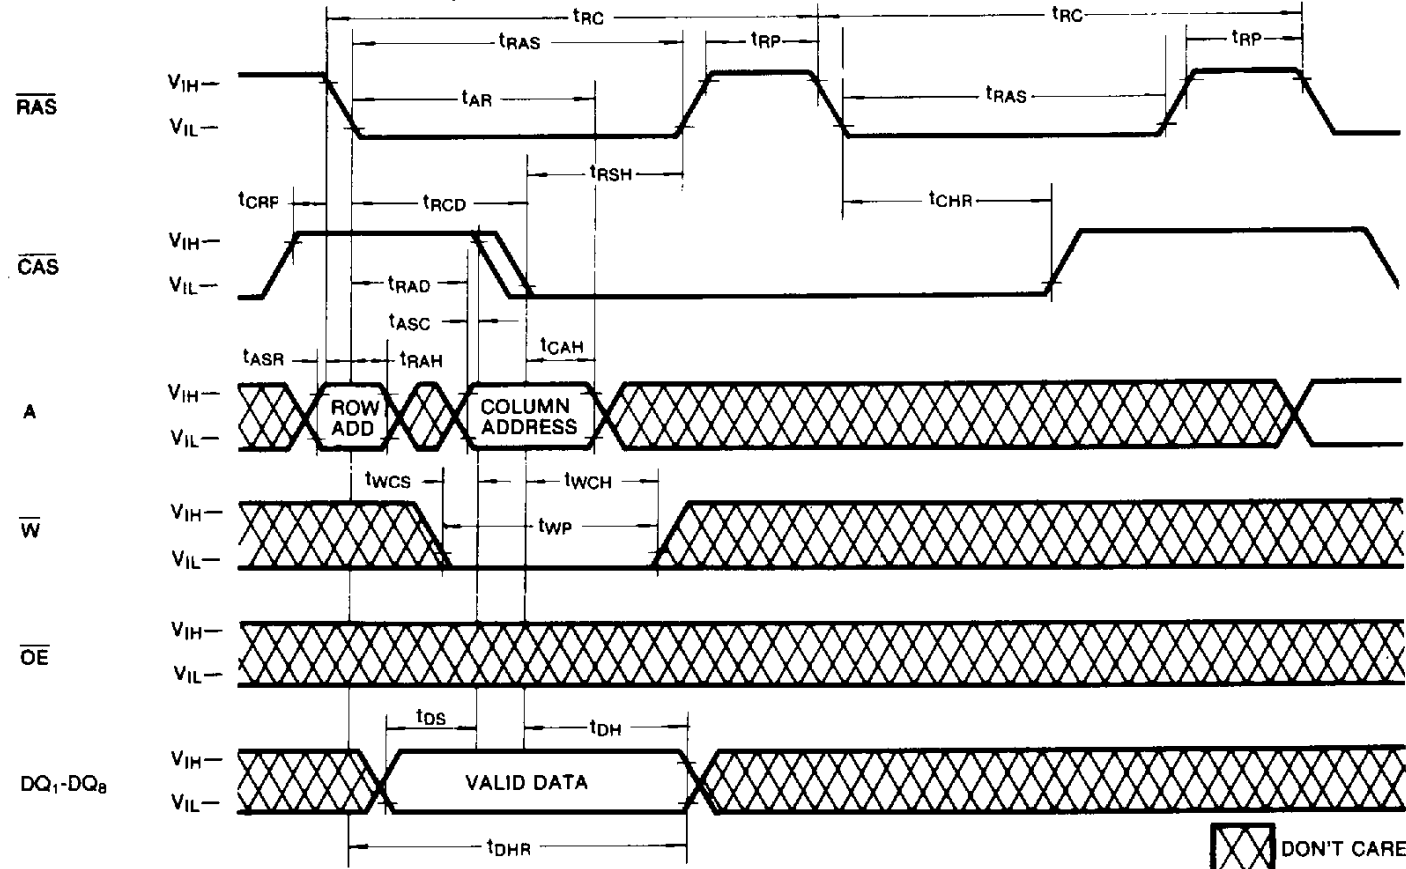 tRC tRC
tRAS tRP tRP
RAS VIH tAR tRAS
VIL
tRSH
tCRP tRCD tCHR
CAS VIH
VIL tRAD
tASC
tASR tRAH tCAH
A VIH ROW ADD COLUMN ADDRESS
VIL
tWCS tWCH
W VIH tWP
VIL
OE VIH
VIL
tDS tDH
DQ1-DQ8 VIH VALID DATA
VIL
tDHR
DON'T CARE